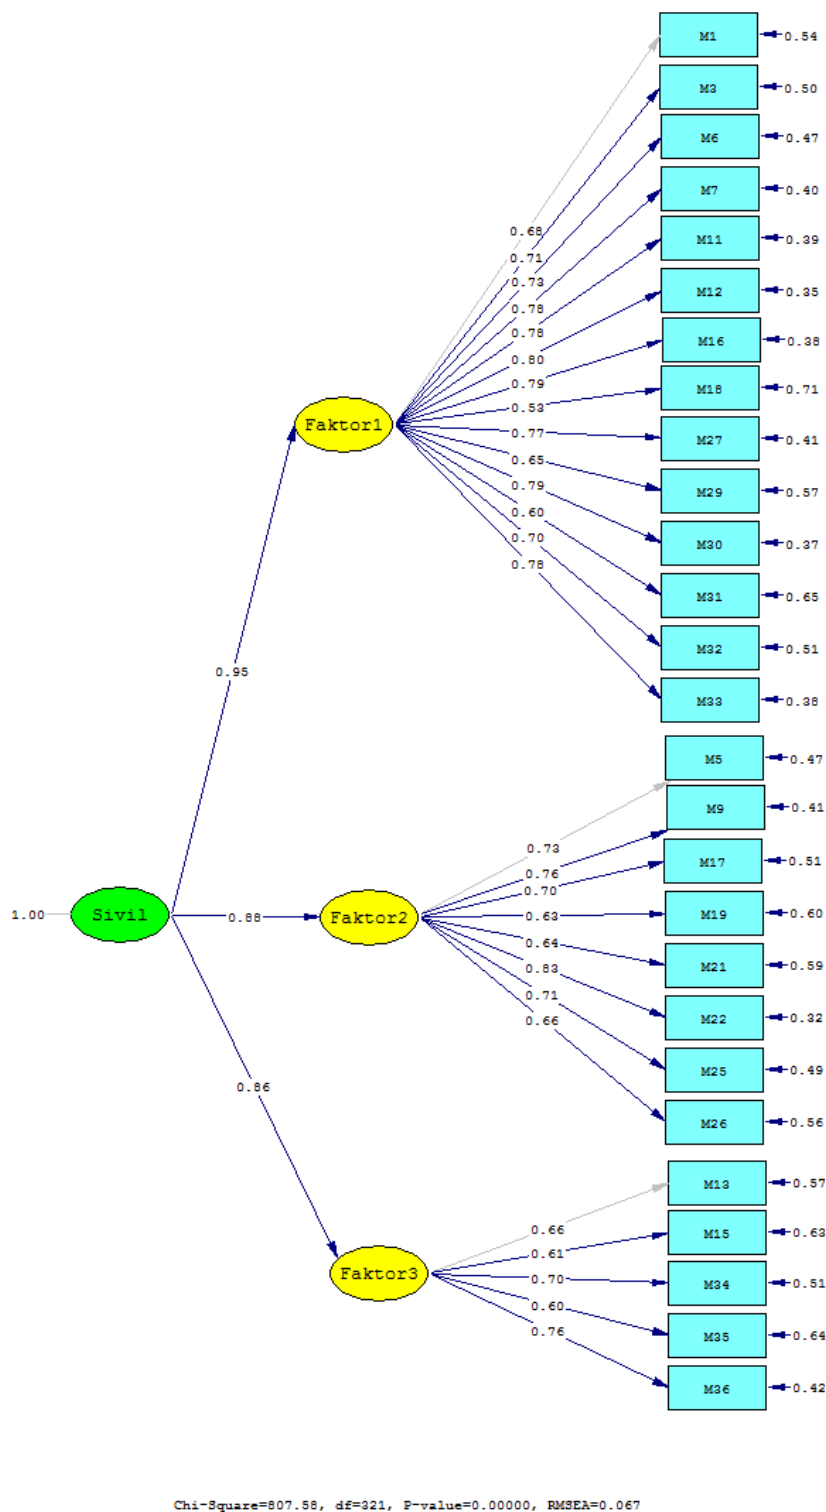 M1 0.54
M3 0.50
M6 0.47
M7 0.40
0.68 M11 0.39
0.71
0.73 M12 0.35
0.78
0.78 M16 0.38
0.80
0.79 M18 0.71
0.53
Faktor1 0.77 M27 0.41
0.65
0.79 M29 0.57
0.60
0.70 M30 0.37
0.78
M31 0.65
M32 0.51
0.95
M33 0.38
M5 0.47
M9 0.41
0.73
0.76 M17 0.51
0.70
1.00 Sivil 0.88 Faktor2 0.63 M19 0.60
0.64
0.83 M21 0.59
0.71
0.66 M22 0.32
M25 0.49
0.86
M26 0.56
M13 0.57
0.66
0.61 M15 0.63
Faktor3 0.70 M34 0.51
0.60
0.76 M35 0.64
M36 0.42
Chi-Square=807.58, df=321, P-value=0.00000, RMSEA=0.067